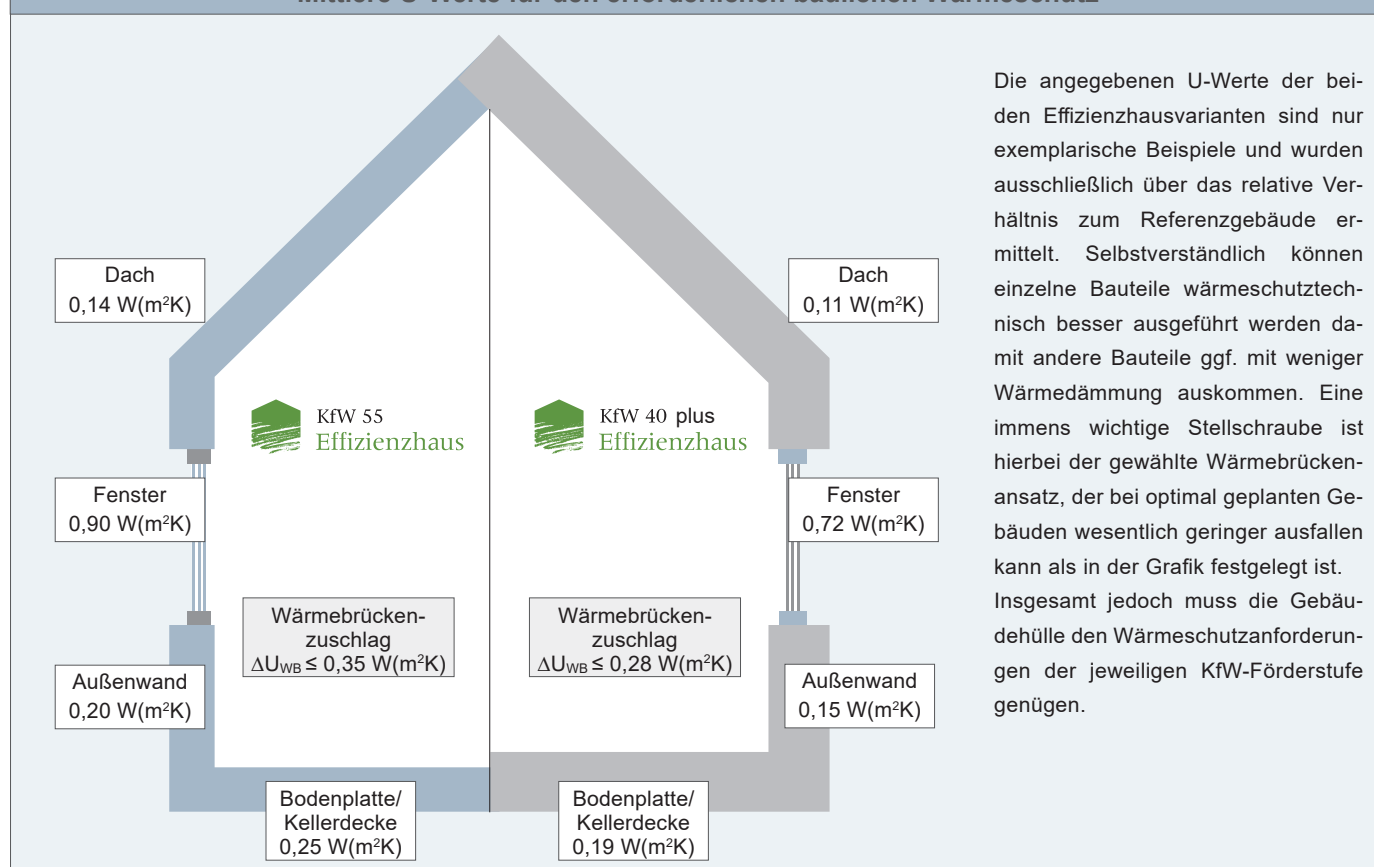 Mittlere U-Werte für den erforderlichen baulichen Wärmeschutz
Dach
0,14 W(m²K)
Dach
0,11 W(m²K)
KfW 55
Effizienzhaus
KfW 40 plus
Effizienzhaus
Fenster
0,90 W(m²K)
Fenster
0,72 W(m²K)
Wärmebrücken-
zuschlag
ΔUWB ≤ 0,35 W(m²K)
Wärmebrücken-
zuschlag
ΔUWB ≤ 0,28 W(m²K)
Außenwand
0,20 W(m²K)
Außenwand
0,15 W(m²K)
Bodenplatte/
Kellerdecke
0,25 W(m²K)
Bodenplatte/
Kellerdecke
0,19 W(m²K)
Die angegebenen U-Werte der bei-
den Effizienzhausvarianten sind nur
exemplarische Beispiele und wurden
ausschließlich über das relative Ver-
hältnis zum Referenzgebäude er-
mittelt. Selbstverständlich können
einzelne Bauteile wärmeschutztech-
nisch besser ausgeführt werden da-
mit andere Bauteile ggf. mit weniger
Wärmedämmung auskommen. Eine
immens wichtige Stellschraube ist
hierbei der gewählte Wärmebrücken-
ansatz, der bei optimal geplanten Ge-
bäuden wesentlich geringer ausfallen
kann als in der Grafik festgelegt ist.
Insgesamt jedoch muss die Gebäu-
dehülle den Wärmeschutzanforderun-
gen der jeweiligen KfW-Förderstufe
genügen.